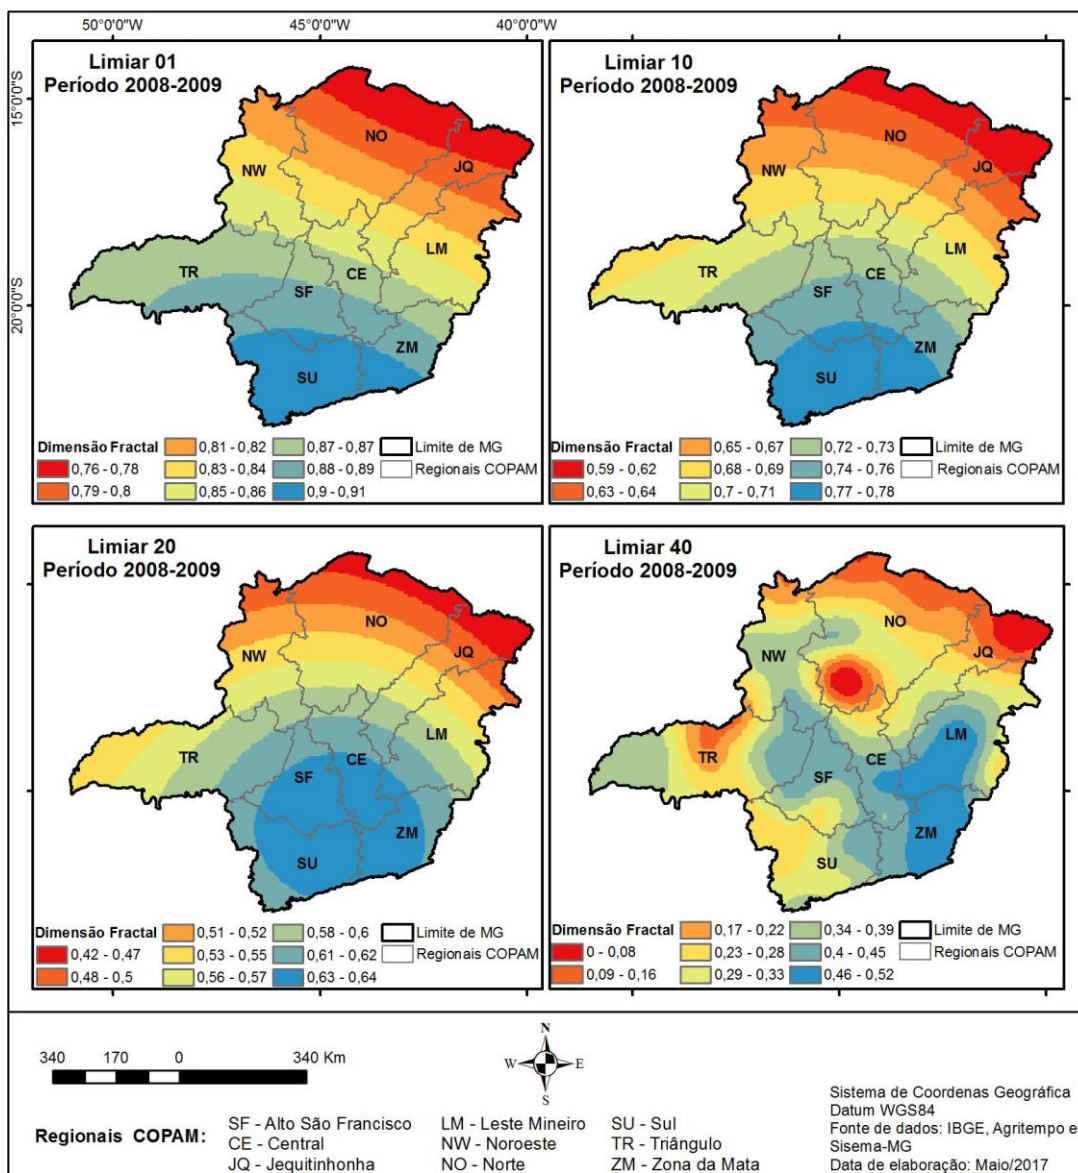 50°0'0"W 45°0'0"W 40°0'0"W
15°0'0"S
20°0'0"S
Limiar 01
Período 2008-2009
NO
JQ
NW
LM
TR
CE
SF
ZM
SU
Dimensão Fractal
0,76 - 0,78
0,79 - 0,8
0,81 - 0,82
0,83 - 0,84
0,85 - 0,86
0,87 - 0,87
0,88 - 0,89
0,9 - 0,91
Limite de MG
Regionais COPAM
Limiar 10
Período 2008-2009
NO
JQ
NW
LM
TR
CE
SF
ZM
SU
Dimensão Fractal
0,59 - 0,62
0,63 - 0,64
0,65 - 0,67
0,68 - 0,69
0,7 - 0,71
0,72 - 0,73
0,74 - 0,76
0,77 - 0,78
Limite de MG
Regionais COPAM
Limiar 20
Período 2008-2009
NO
JQ
NW
LM
TR
CE
SF
ZM
SU
Dimensão Fractal
0,42 - 0,47
0,48 - 0,5
0,51 - 0,52
0,53 - 0,55
0,56 - 0,57
0,58 - 0,6
0,61 - 0,62
0,63 - 0,64
Limite de MG
Regionais COPAM
Limiar 40
Período 2008-2009
NO
JQ
NW
LM
TR
CE
SF
ZM
SU
Dimensão Fractal
0 - 0,08
0,09 - 0,16
0,17 - 0,22
0,23 - 0,28
0,29 - 0,33
0,34 - 0,39
0,4 - 0,45
0,46 - 0,52
Limite de MG
Regionais COPAM
340 170 0 340 Km
N
W E
S
Regionais COPAM:
SF - Alto São Francisco
CE - Central
JQ - Jequitinhonha
LM - Leste Mineiro
NW - Noroeste
NO - Norte
SU - Sul
TR - Triângulo
ZM - Zona da Mata
Sistema de Coordenas Geográfica
Datum WGS84
Fonte de dados: IBGE, Agritempo e
Sisema-MG
Data de elaboração: Maio/2017